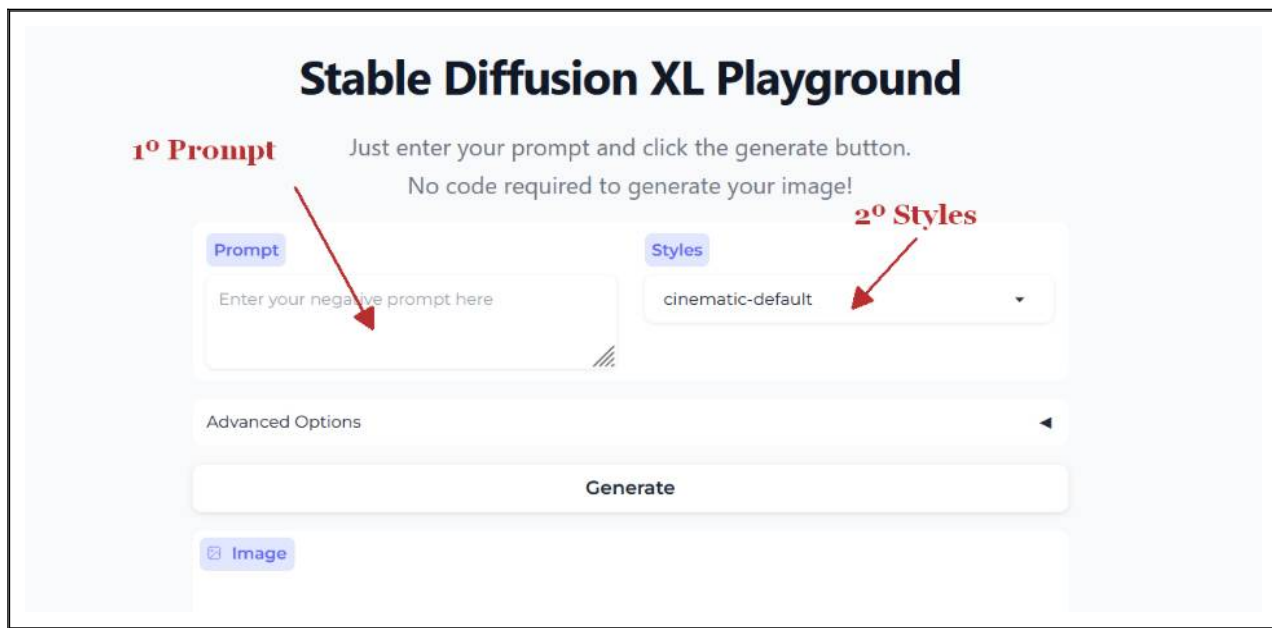 Stable Diffusion XL Playground
1º Prompt
Just enter your prompt and click the generate button.
No code required to generate your image!
2º Styles
Prompt
Styles
Enter your negative prompt here
cinematic-default
Advanced Options
Generate
Image